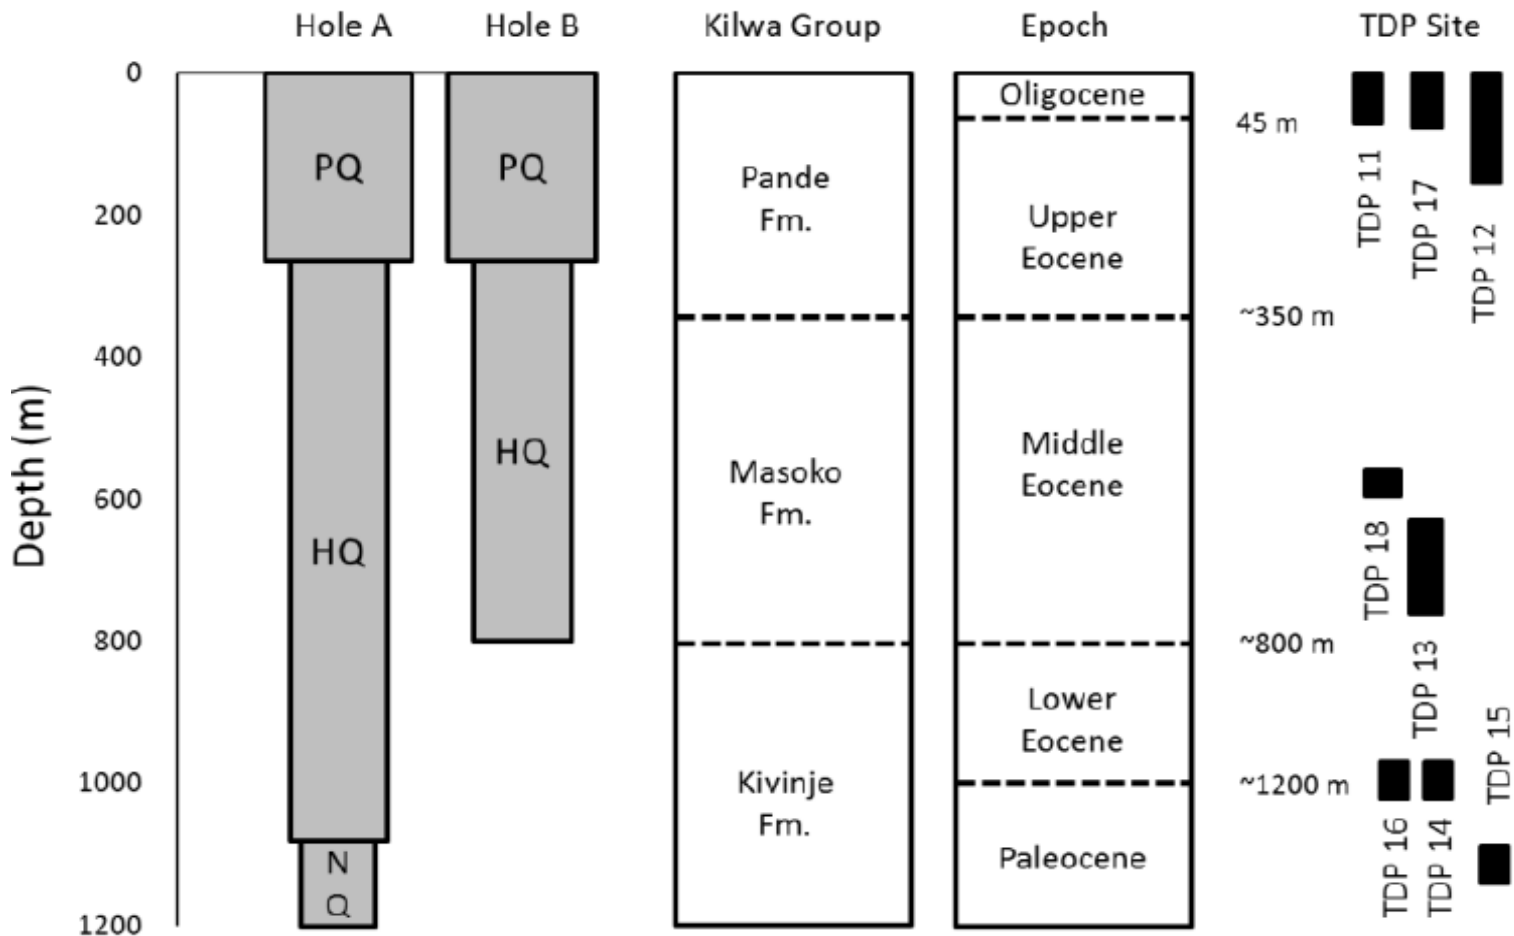 Hole A
Hole B
Kilwa Group
Epoch
TDP Site
Depth (m)
0
200
400
600
800
1000
1200
PQ
HQ
N
Q
PQ
HQ
Pande
Fm.
Masoko
Fm.
Kivinje
Fm.
Oligocene
Upper
Eocene
Middle
Eocene
Lower
Eocene
Paleocene
45 m
~350 m
~800 m
~1200 m
TDP 11
TDP 17
TDP 12
TDP 18
TDP 13
TDP 15
TDP 16
TDP 14